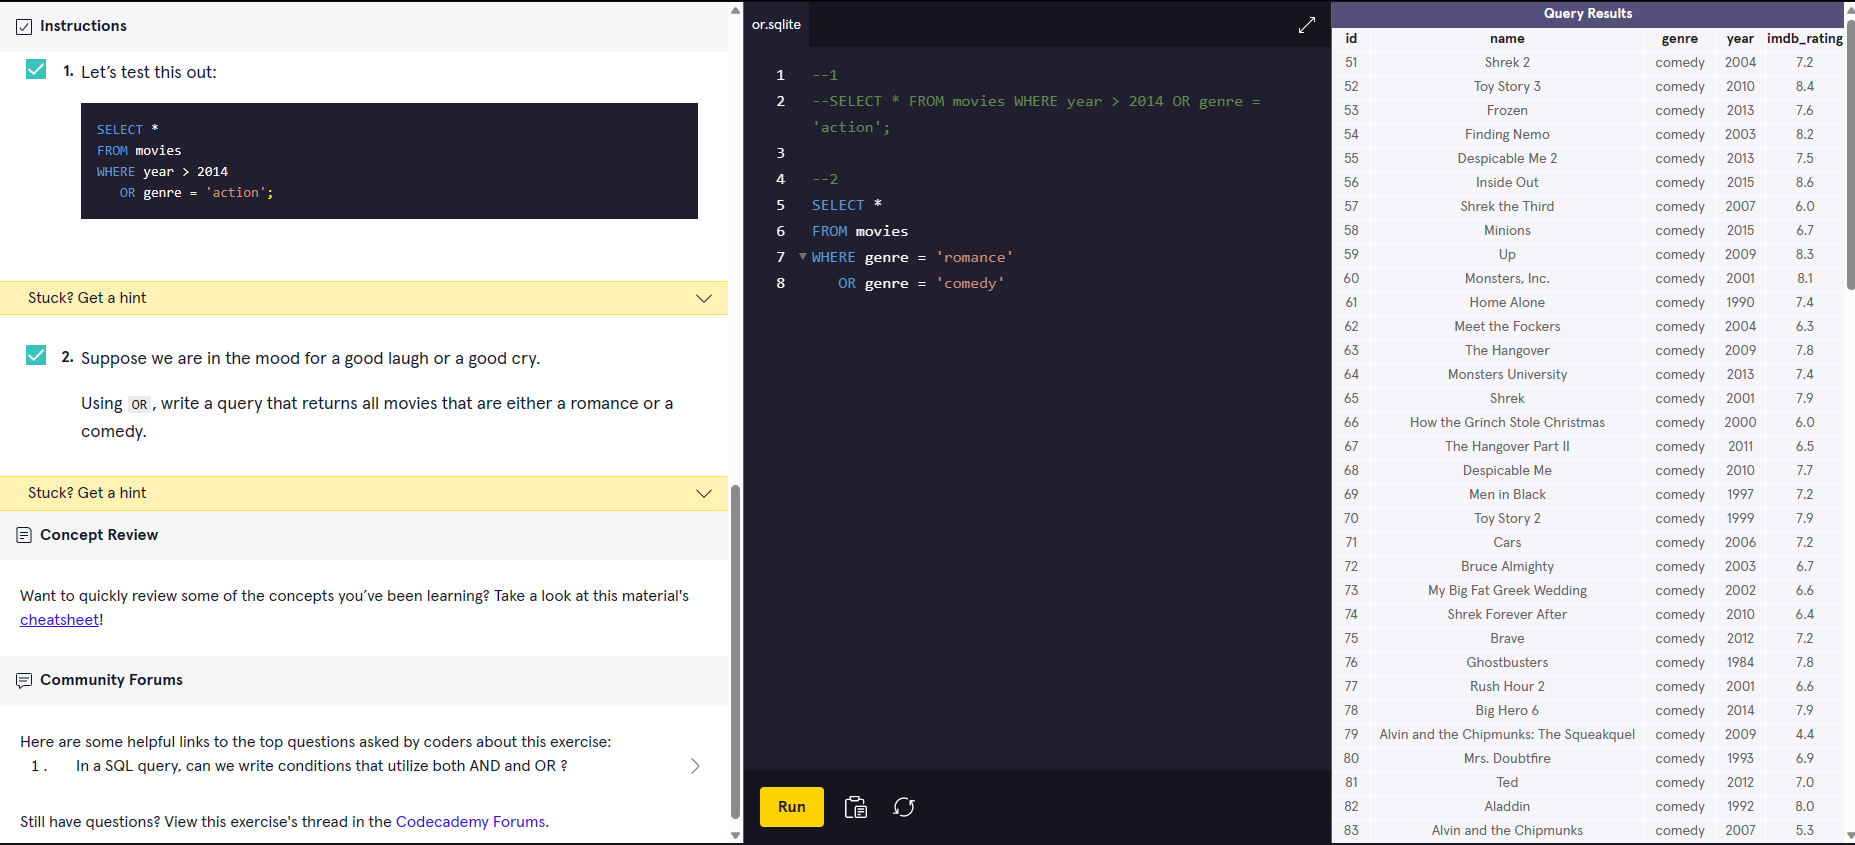 Instructions
1. Let's test this out:
SELECT *
FROM movies
WHERE year > 2014
OR genre = 'action';
Stuck? Get a hint
2. Suppose we are in the mood for a good laugh or a good cry.
Using OR, write a query that returns all movies that are either a romance or a
comedy.
Stuck? Get a hint
Concept Review
Want to quickly review some of the concepts you've been learning? Take a look at this material's
cheatsheet!
Community Forums
Here are some helpful links to the top questions asked by coders about this exercise:
1. In a SQL query, can we write conditions that utilize both AND and OR ?
Still have questions? View this exercise's thread in the Codecademy Forums.
or.sqlite
1 --1
2 --SELECT * FROM movies WHERE year > 2014 OR genre =
'action';
3
4 --2
5 SELECT *
6 FROM movies
7 WHERE genre = 'romance'
8 OR genre = 'comedy'
Run
Query Results
id name genre year imdb_rating
51 Shrek 2 comedy 2004 7.2
52 Toy Story 3 comedy 2010 8.4
53 Frozen comedy 2013 7.6
54 Finding Nemo comedy 2003 8.2
55 Despicable Me 2 comedy 2013 7.5
56 Inside Out comedy 2015 8.6
57 Shrek the Third comedy 2007 6.0
58 Minions comedy 2015 6.7
59 Up comedy 2009 8.3
60 Monsters, Inc. comedy 2001 8.1
61 Home Alone comedy 1990 7.4
62 Meet the Fockers comedy 2004 6.3
63 The Hangover comedy 2009 7.8
64 Monsters University comedy 2013 7.4
65 Shrek comedy 2001 7.9
66 How the Grinch Stole Christmas comedy 2000 6.0
67 The Hangover Part II comedy 2011 6.5
68 Despicable Me comedy 2010 7.7
69 Men in Black comedy 1997 7.2
70 Toy Story 2 comedy 1999 7.9
71 Cars comedy 2006 7.2
72 Bruce Almighty comedy 2003 6.7
73 My Big Fat Greek Wedding comedy 2002 6.6
74 Shrek Forever After comedy 2010 6.4
75 Brave comedy 2012 7.2
76 Ghostbusters comedy 1984 7.8
77 Rush Hour 2 comedy 2001 6.6
78 Big Hero 6 comedy 2014 7.9
79 Alvin and the Chipmunks: The Squeakquel comedy 2009 4.4
80 Mrs. Doubtfire comedy 1993 6.9
81 Ted comedy 2012 7.0
82 Aladdin comedy 1992 8.0
83 Alvin and the Chipmunks comedy 2007 5.3